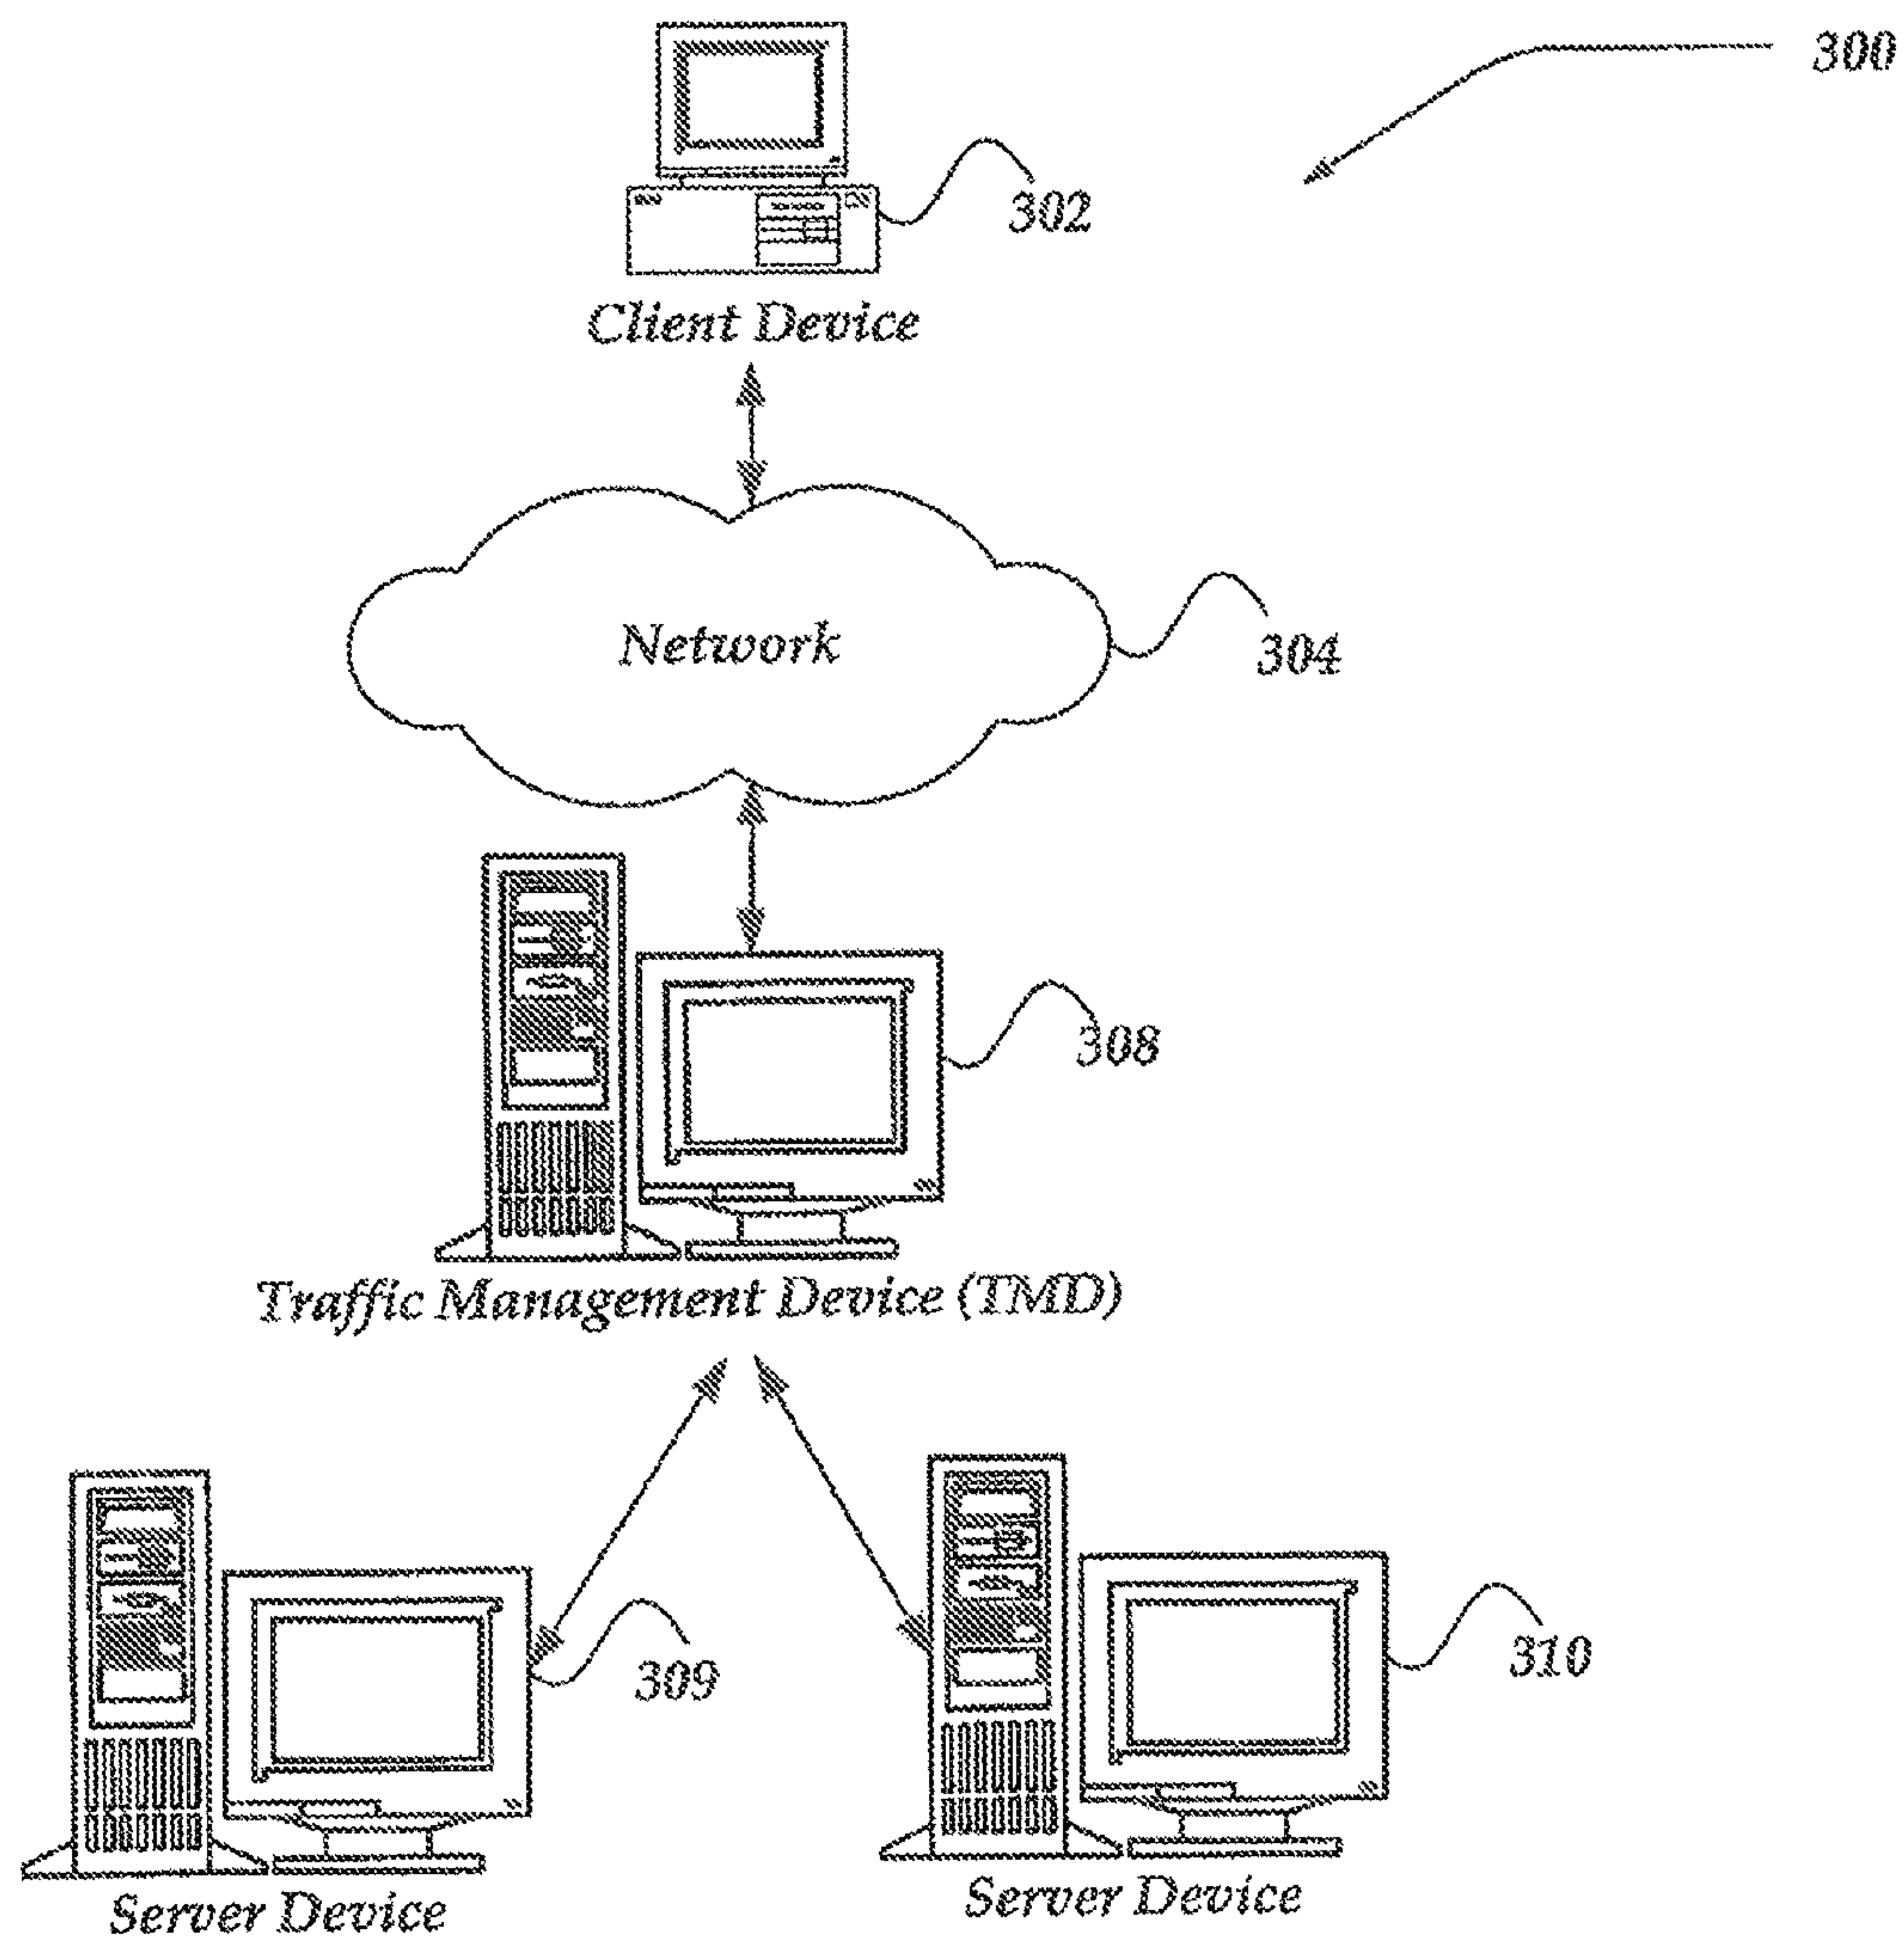 300
302
Client Device
Network
304
308
Traffic Management Device (TMD)
309
310
Server Device
Server Device